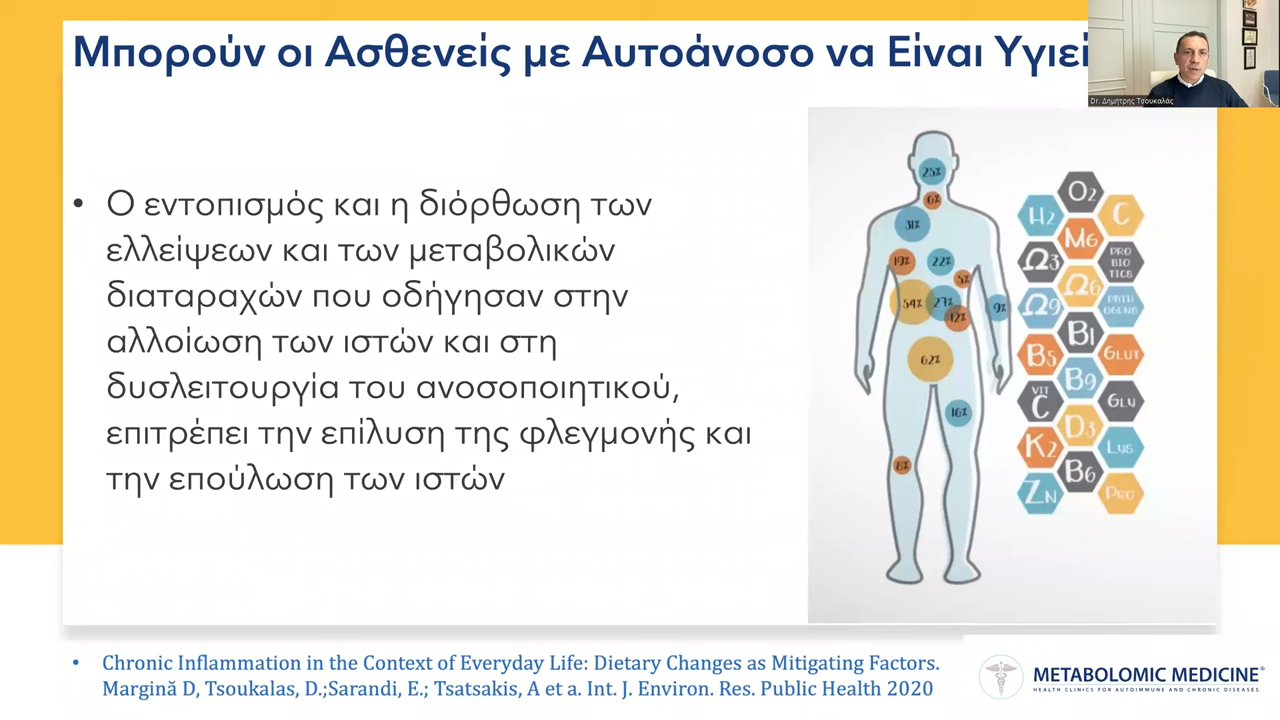 Μπορούν οι Ασθενείς με Αυτοάνοσο να Είναι Υγιεί
Dr. Δημήτρης Τσουκαλάς
• Ο εντοπισμός και η διόρθωση των
ελλείψεων και των μεταβολικών
διαταραχών που οδήγησαν στην
αλλοίωση των ιστών και στη
δυσλειτουργία του ανοσοποιητικού,
επιτρέπει την επίλυση της φλεγμονής και
την επούλωση των ιστών
25%
6%
31%
19%
22%
5%
54%
27%
12%
9%
62%
16%
8%
O2
H2
C
M6
Ω3
PRO
BIO
TICS
Ω6
Ω9
PATH
OGENS
B1
B5
GLUT
B9
VIT
C
GLU
D3
K2
LUS
B6
ZN
PRO
• Chronic Inflammation in the Context of Everyday Life: Dietary Changes as Mitigating Factors.
Margină D, Tsoukalas, D.;Sarandi, E.; Tsatsakis, A et a. Int. J. Environ. Res. Public Health 2020
METABOLOMIC MEDICINE®
HEALTH CLINICS FOR AUTOIMMUNE AND CHRONIC DISEASES